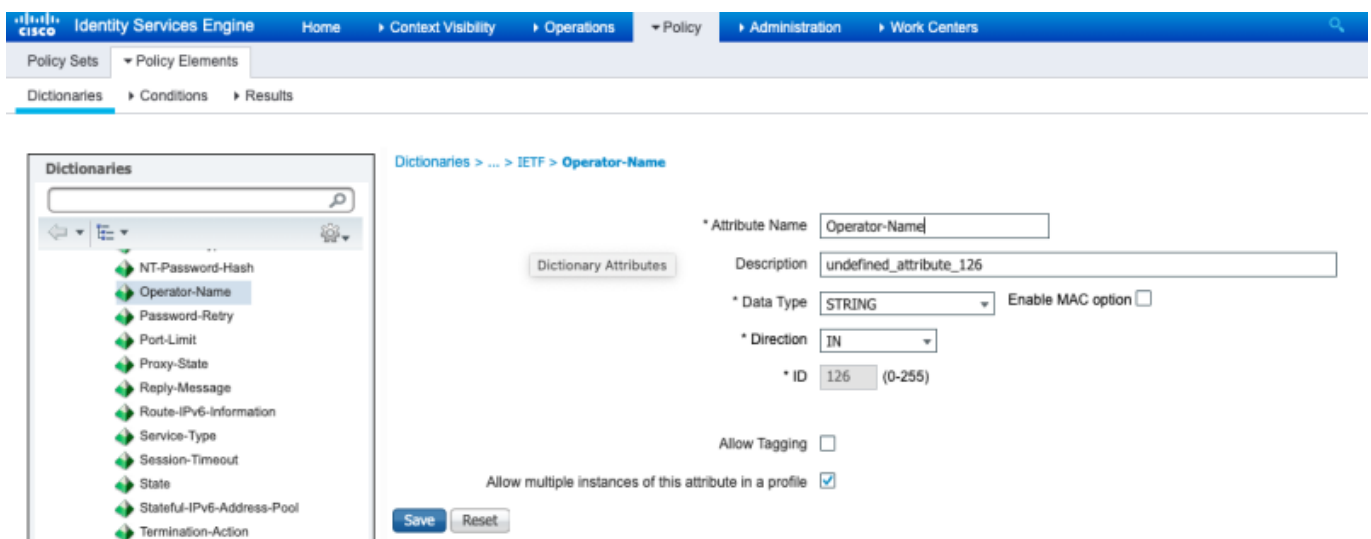 cisco Identity Services Engine Home Context Visibility Operations Policy Administration Work Centers
Policy Sets Policy Elements
Dictionaries Conditions Results
Dictionaries
NT-Password-Hash
Operator-Name
Password-Retry
Port-Limit
Proxy-State
Reply-Message
Route-IPv6-Information
Service-Type
Session-Timeout
State
Stateful-IPv6-Address-Pool
Termination-Action
Dictionaries > ... > IETF > Operator-Name
* Attribute Name Operator-Name
Dictionary Attributes
Description undefined_attribute_126
* Data Type STRING Enable MAC option
* Direction IN
* ID 126 (0-255)
Allow Tagging
Allow multiple instances of this attribute in a profile
Save Reset